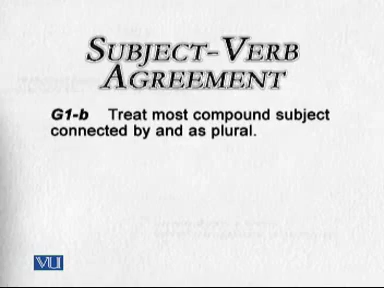 SUBJECT-VERB
AGREEMENT
G1-b Treat most compound subject
connected by and as plural.
VU